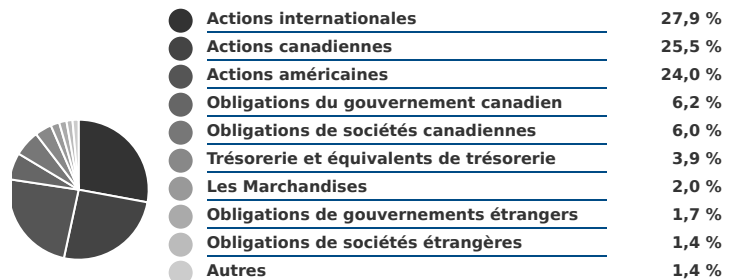 Actions internationales 27,9 %
Actions canadiennes 25,5 %
Actions américaines 24,0 %
Obligations du gouvernement canadien 6,2 %
Obligations de sociétés canadiennes 6,0 %
Trésorerie et équivalents de trésorerie 3,9 %
Les Marchandises 2,0 %
Obligations de gouvernements étrangers 1,7 %
Obligations de sociétés étrangères 1,4 %
Autres 1,4 %